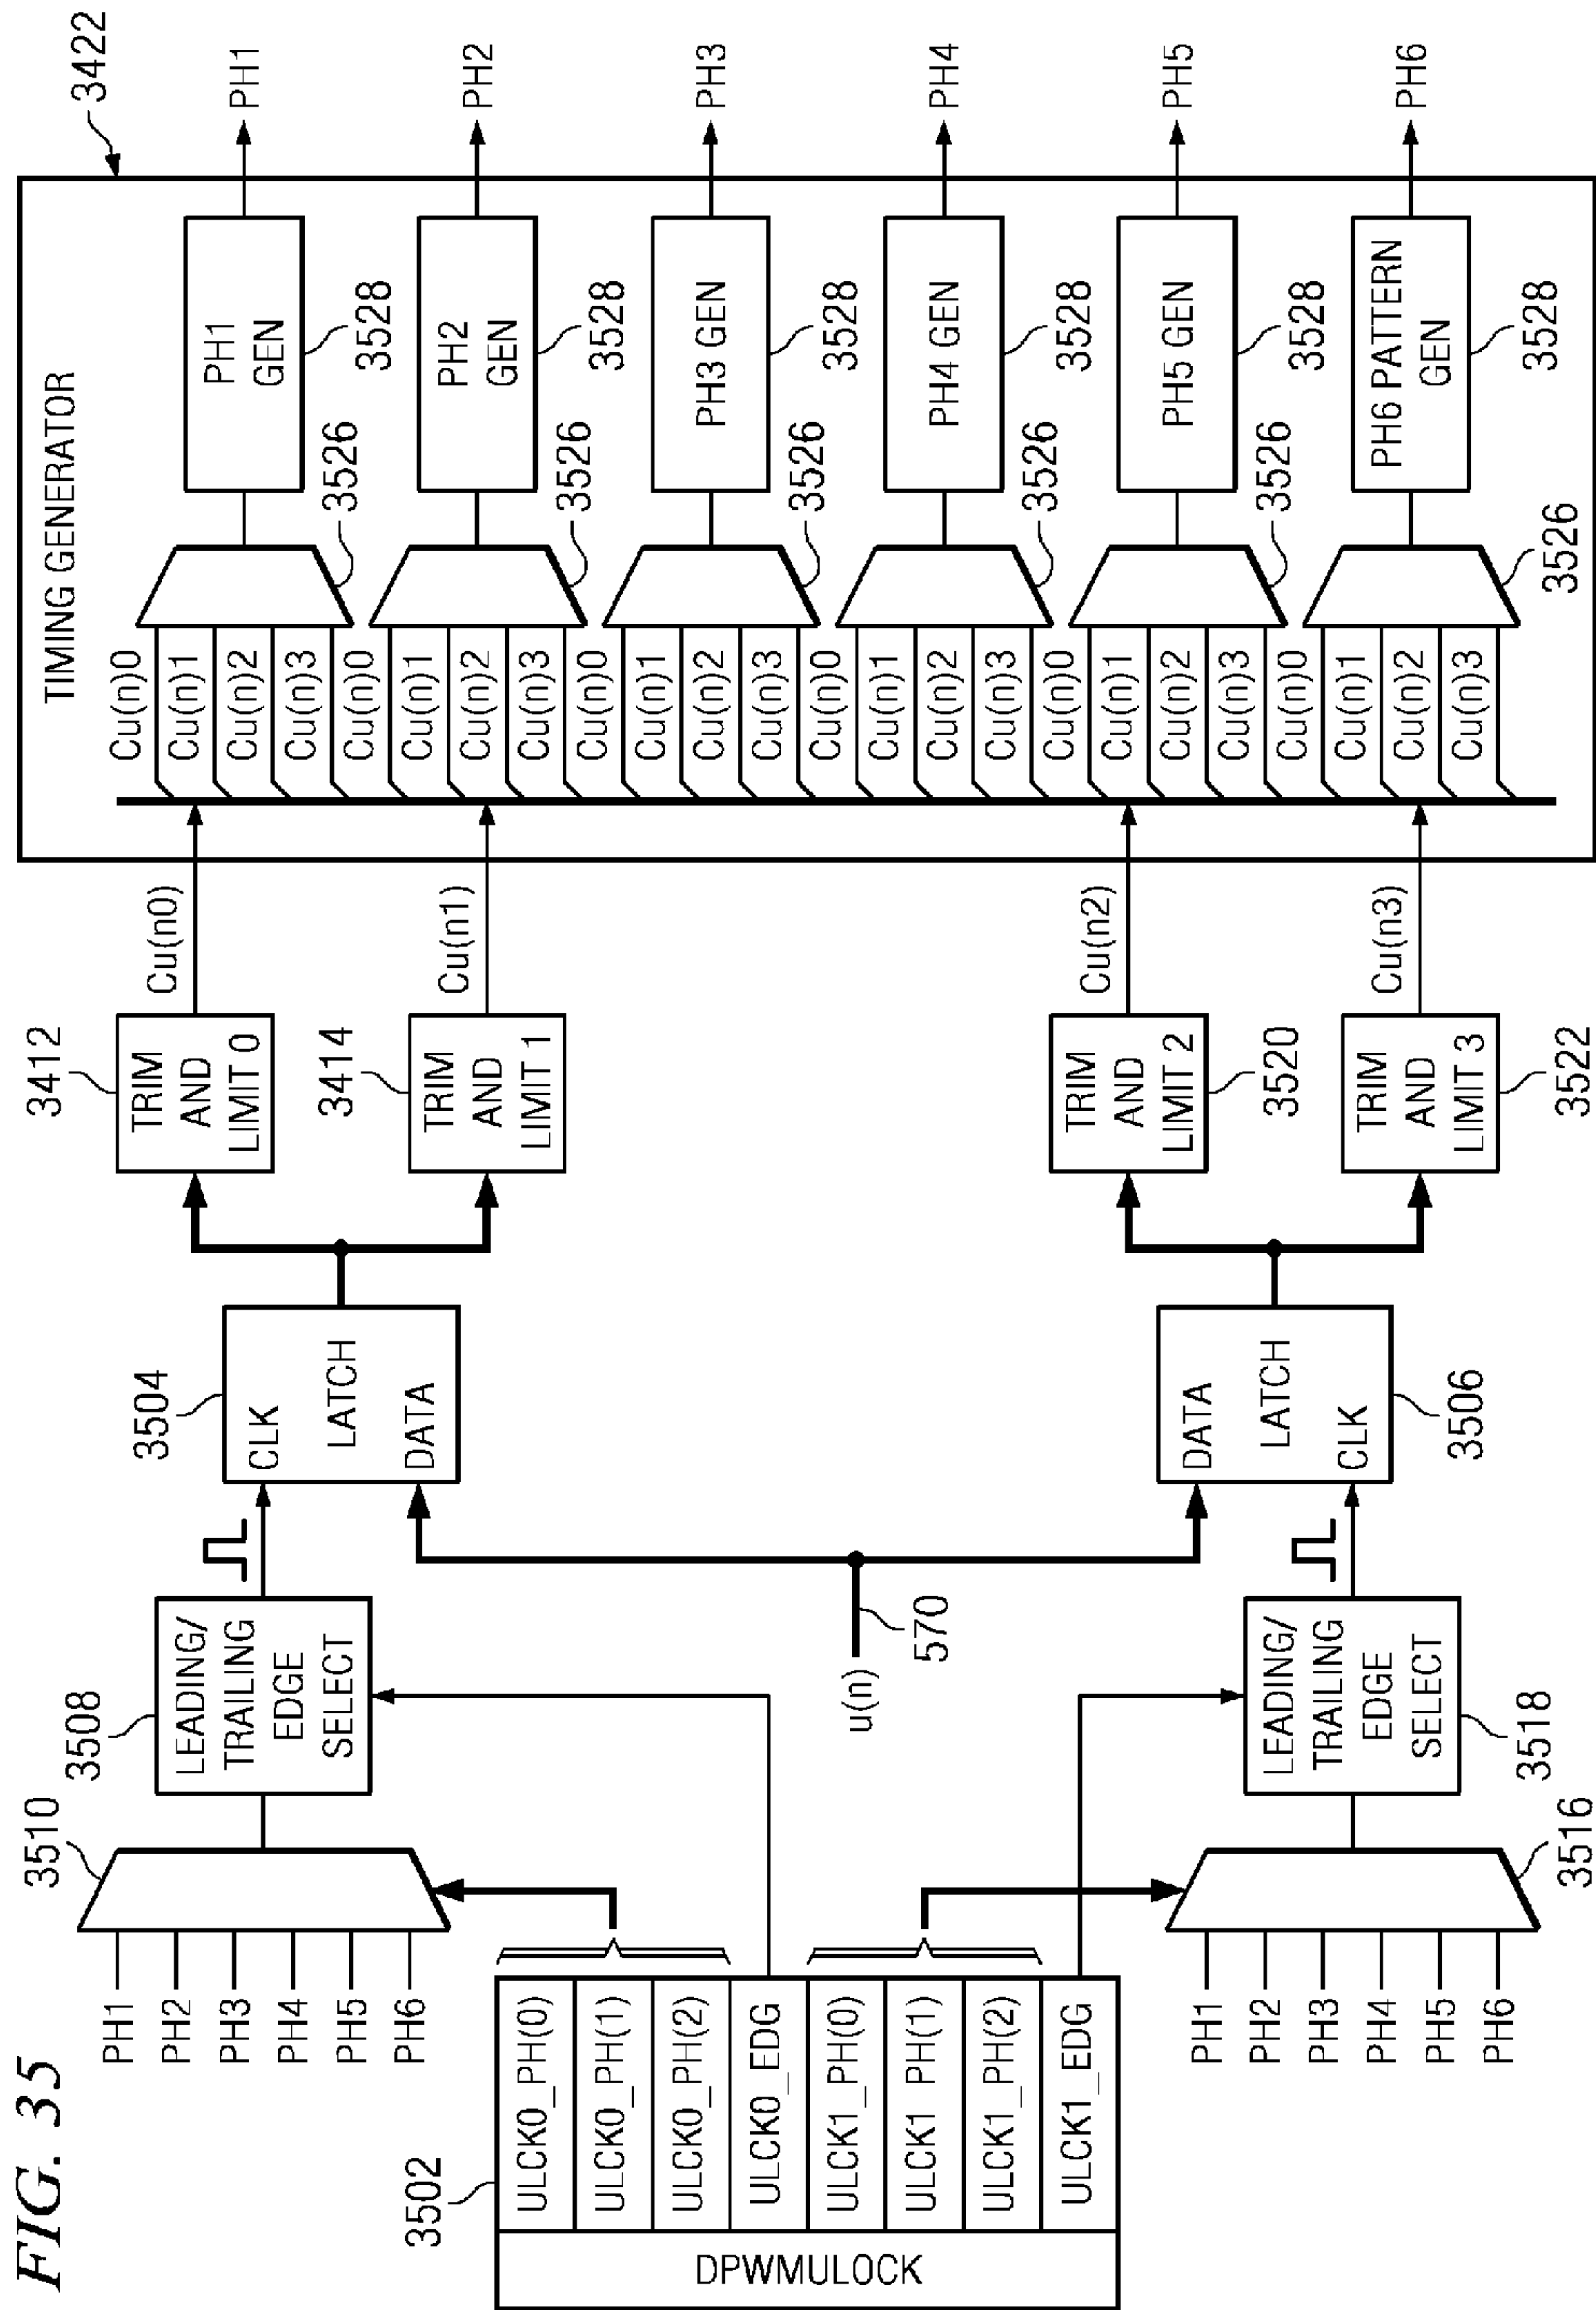 FIG. 35
PH1
PH2
PH3
PH4
PH5
PH6
3510
LEADING/
TRAILING
EDGE
SELECT
3508
3504
CLK
LATCH
DATA
3412
TRIM
AND
LIMIT 0
3414
TRIM
AND
LIMIT 1
Cu(n0)
Cu(n1)
3502
DPWMULOCK
ULCK0_PH(0)
ULCK0_PH(1)
ULCK0_PH(2)
ULCK0_EDG
ULCK1_PH(0)
ULCK1_PH(1)
ULCK1_PH(2)
ULCK1_EDG
u(n)
570
PH1
PH2
PH3
PH4
PH5
PH6
3516
LEADING/
TRAILING
EDGE
SELECT
3518
DATA
LATCH
CLK
3506
TRIM
AND
LIMIT 2
3520
TRIM
AND
LIMIT 3
3522
Cu(n2)
Cu(n3)
TIMING GENERATOR
3422
Cu(n)0
Cu(n)1
Cu(n)2
Cu(n)3
3526
PH1
GEN
3528
PH1
Cu(n)0
Cu(n)1
Cu(n)2
Cu(n)3
3526
PH2
GEN
3528
PH2
Cu(n)0
Cu(n)1
Cu(n)2
Cu(n)3
3526
PH3 GEN
3528
PH3
Cu(n)0
Cu(n)1
Cu(n)2
Cu(n)3
3526
PH4 GEN
3528
PH4
Cu(n)0
Cu(n)1
Cu(n)2
Cu(n)3
3526
PH5 GEN
3528
PH5
Cu(n)0
Cu(n)1
Cu(n)2
Cu(n)3
3526
PH6 PATTERN
GEN
3528
PH6